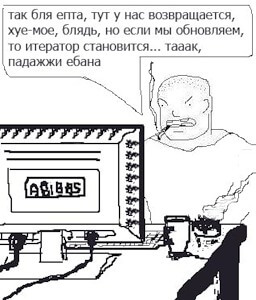 так бля епта, тут у нас возвращается,
хуе-мое, блядь, но если мы обновляем,
то итератор становится... тааак,
падажжи ебана